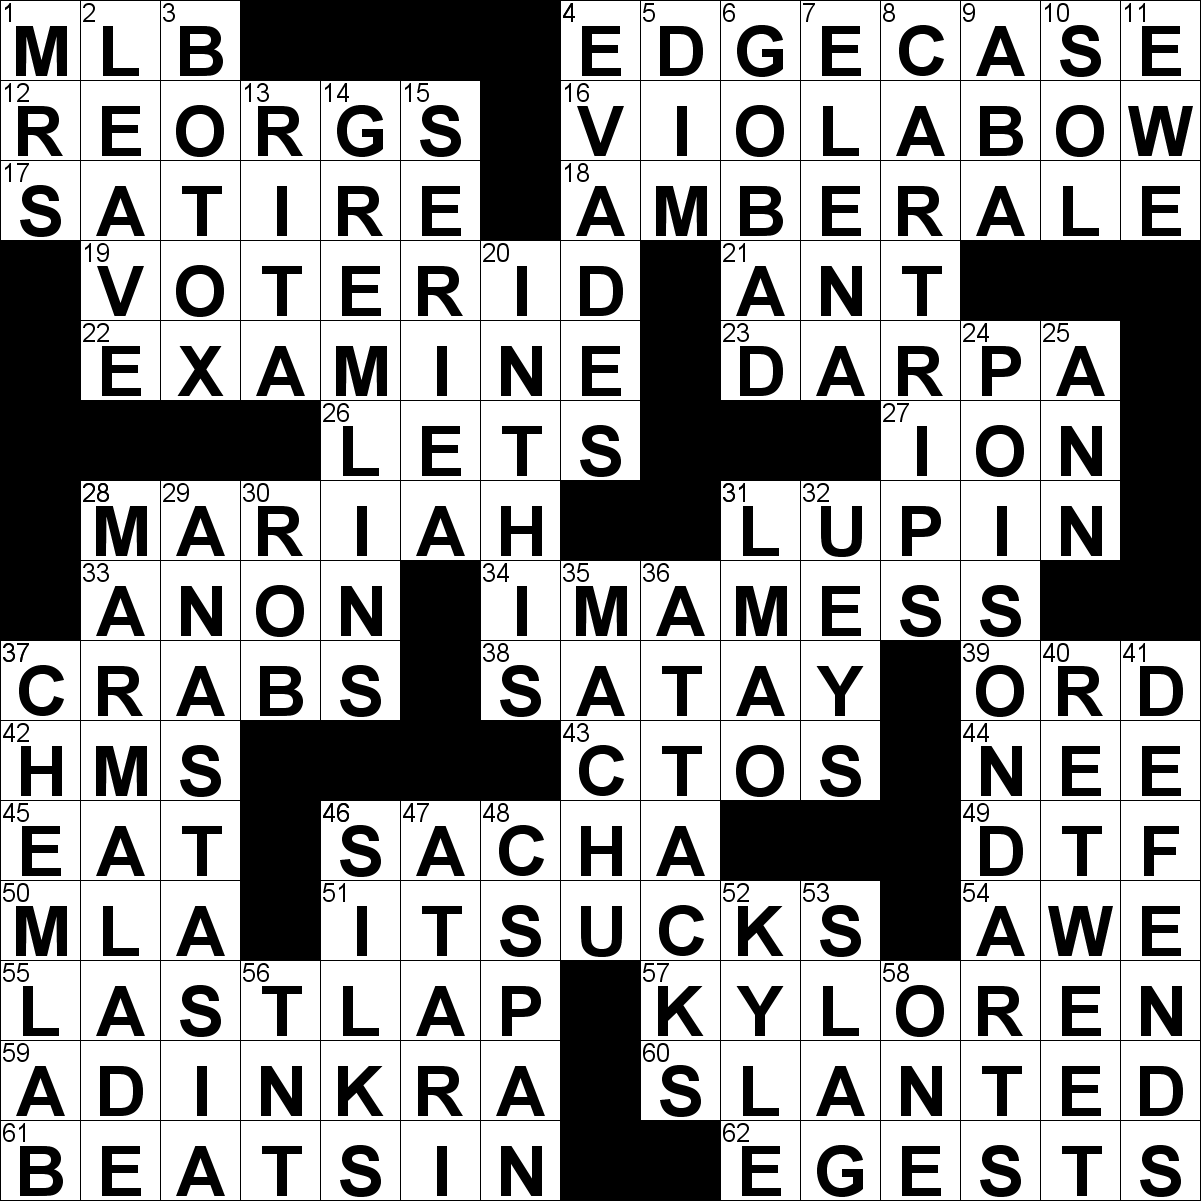 1 2 3 4 5 6 7 8 9 10 11
M L B E D G E C A S E
12 13 14 15 16
R E O R G S V I O L A B O W
17 18
S A T I R E A M B E R A L E
19 20 21
V O T E R I D A N T
22 23 24 25
E X A M I N E D A R P A
26 27
L E T S I O N
28 29 30 31 32
M A R I A H L U P I N
33 34 35 36
A N O N I M A M E S S
37 38 39 40 41
C R A B S S A T A Y O R D
42 43 44
H M S C T O S N E E
45 46 47 48 49
E A T S A C H A D T F
50 51 52 53 54
M L A I T S U C K S A W E
55 56 57 58
L A S T L A P K Y L O R E N
59 60
A D I N K R A S L A N T E D
61 62
B E A T S I N E G E S T S